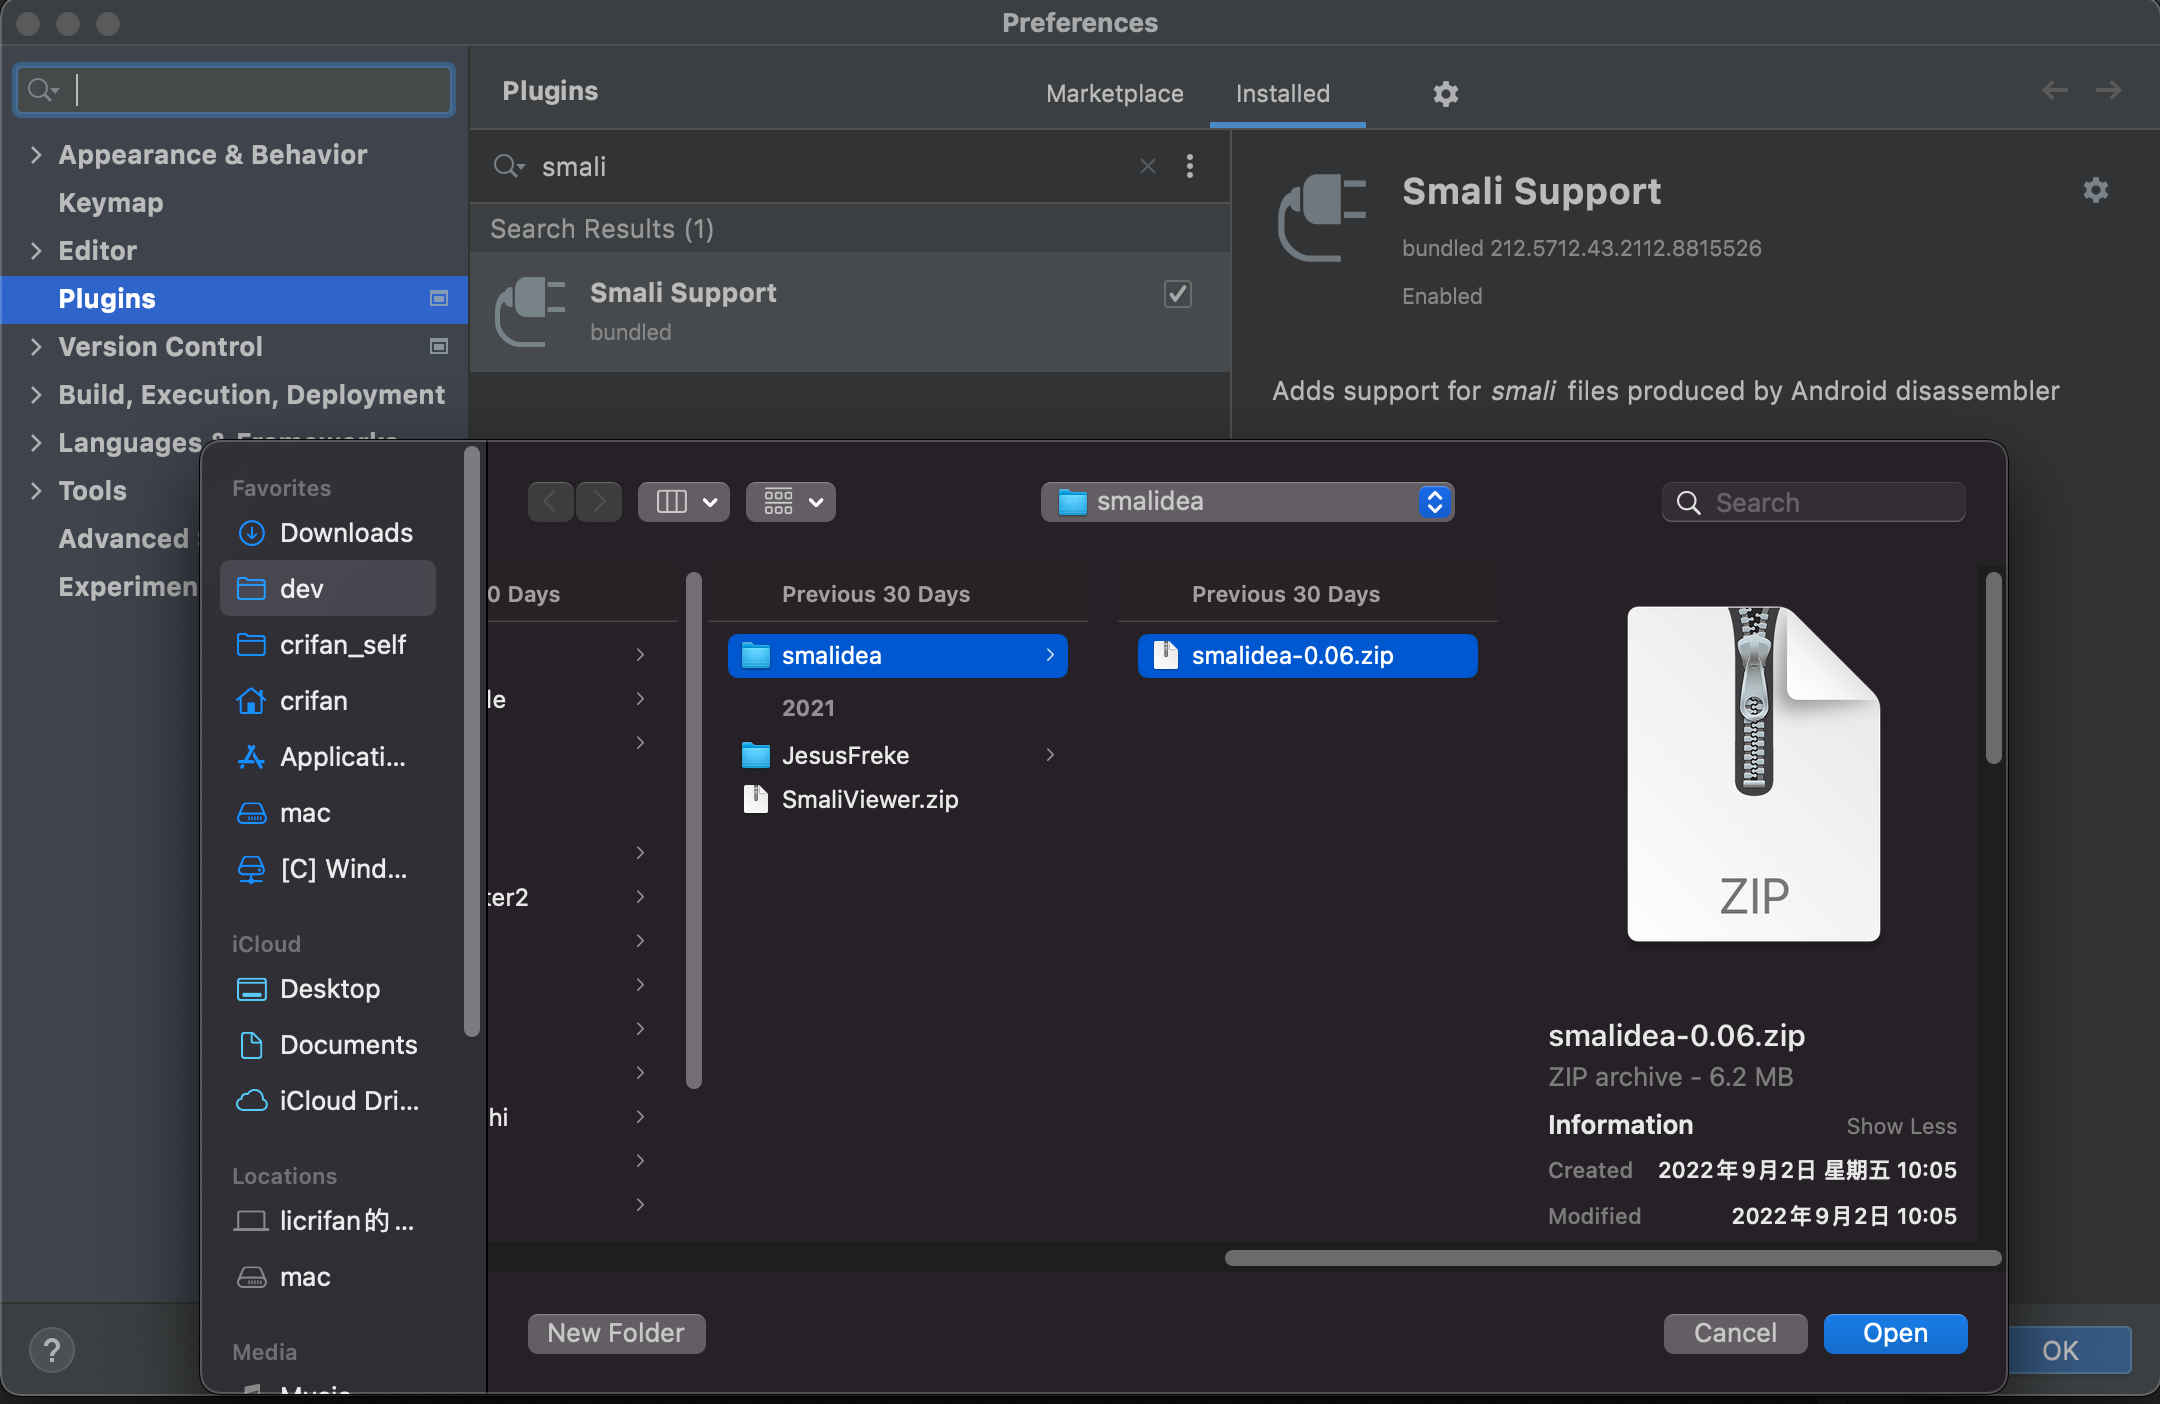 Preferences
Plugins
Marketplace
Installed
Appearance & Behavior
Keymap
Editor
Plugins
Version Control
Build, Execution, Deployment
Languages & Frameworks
Tools
Advanced
Experimen
smali
Search Results (1)
Smali Support
bundled
Smali Support
bundled 212.5712.43.2112.8815526
Enabled
Adds support for smali files produced by Android disassembler
Favorites
Downloads
dev
crifan_self
crifan
Applicati...
mac
[C] Wind...
iCloud
Desktop
Documents
iCloud Dri...
Locations
licrifan的 ...
mac
Media
Music
smalidea
Search
0 Days
le
ter2
hi
Previous 30 Days
smalidea
2021
JesusFreke
SmaliViewer.zip
Previous 30 Days
smalidea-0.06.zip
ZIP
smalidea-0.06.zip
ZIP archive - 6.2 MB
Information
Show Less
Created 2022年9月2日 星期五 10:05
Modified 2022年9月2日 10:05
New Folder
Cancel
Open
?
OK